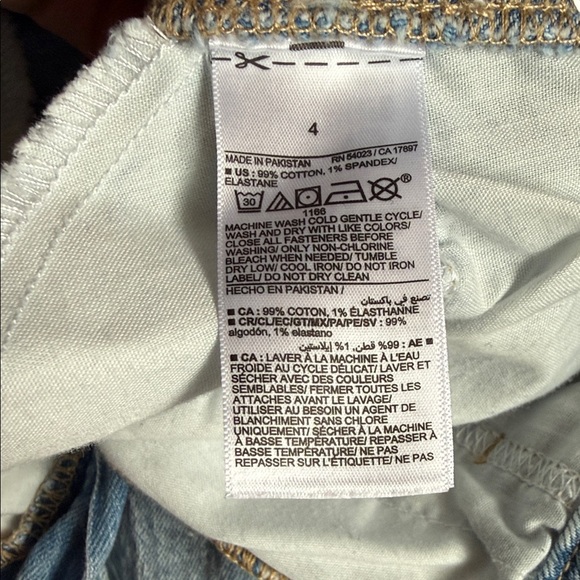 4
MADE IN PAKISTAN RN 54023 / CA 17897
■ US : 99% COTTON, 1% SPANDEX/
ELASTANE
30
1166
MACHINE WASH COLD GENTLE CYCLE/
WASH AND DRY WITH LIKE COLORS/
CLOSE ALL FASTENERS BEFORE
WASHING/ ONLY NON-CHLORINE
BLEACH WHEN NEEDED/ TUMBLE
DRY LOW/ COOL IRON/ DO NOT IRON
LABEL/ DO NOT DRY CLEAN
HECHO EN PAKISTAN /
تصنع في باكستان
■ CA : 99% COTTON, 1% ÉLASTHANNE
■ CR/CL/EC/GT/MX/PA/PE/SV : 99%
algodón, 1% elastano
■ AE : 99% قطن, 1% إيلاستين
■ CA : LAVER À LA MACHINE À L'EAU
FROIDE AU CYCLE DÉLICAT/ LAVER ET
SÉCHER AVEC DES COULEURS
SEMBLABLES/ FERMER TOUTES LES
ATTACHES AVANT LE LAVAGE/
UTILISER AU BESOIN UN AGENT DE
BLANCHIMENT SANS CHLORE
UNIQUEMENT/ SÉCHER À LA MACHINE
À BASSE TEMPÉRATURE/ REPASSER À
BASSE TEMPÉRATURE/ NE PAS
REPASSER SUR L'ÉTIQUETTE/ NE PAS